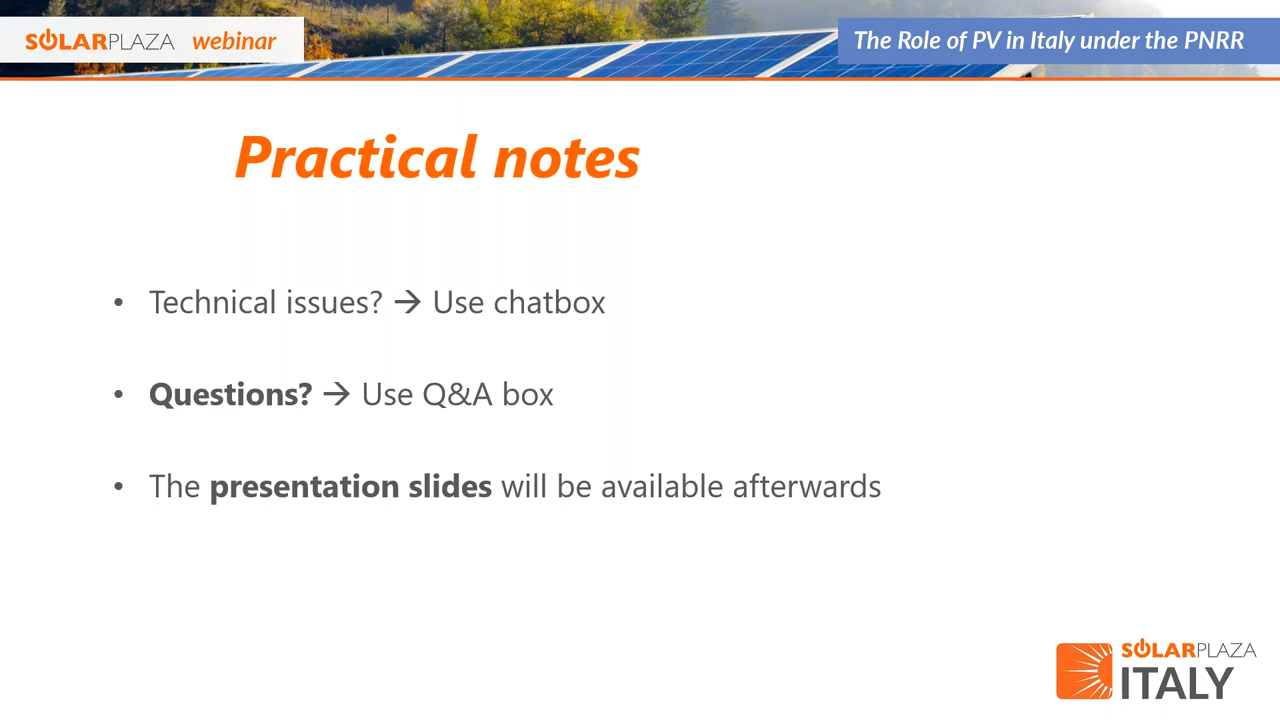 SOLARPLAZA webinar
The Role of PV in Italy under the PNRR
Practical notes
• Technical issues? → Use chatbox
• Questions? → Use Q&A box
• The presentation slides will be available afterwards
SOLARPLAZA
ITALY